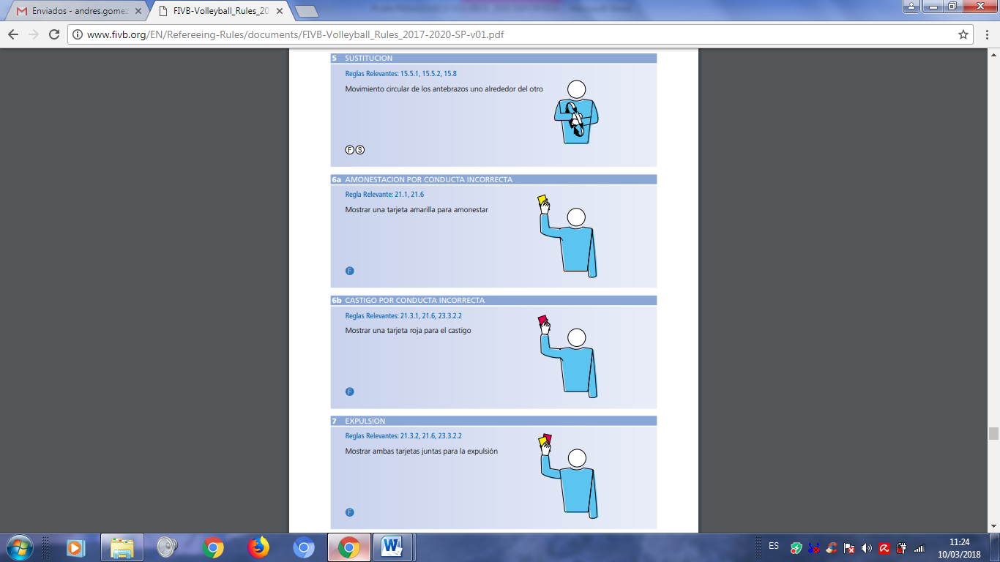 Enviados - andres.gomez
FIVB-Volleyball_Rules_20
www.fivb.org/EN/Refereeing-Rules/documents/FIVB-Volleyball_Rules_2017-2020-SP-v01.pdf
5 SUSTITUCION
Reglas Relevantes: 15.5.1, 15.5.2, 15.8
Movimiento circular de los antebrazos uno alrededor del otro
F S
6a AMONESTACION POR CONDUCTA INCORRECTA
Regla Relevante: 21.1, 21.6
Mostrar una tarjeta amarilla para amonestar
F
6b CASTIGO POR CONDUCTA INCORRECTA
Reglas Relevantes: 21.3.1, 21.6, 23.3.2.2
Mostrar una tarjeta roja para el castigo
F
7 EXPULSION
Reglas Relevantes: 21.3.2, 21.6, 23.3.2.2
Mostrar ambas tarjetas juntas para la expulsión
F
ES
11:24
10/03/2018